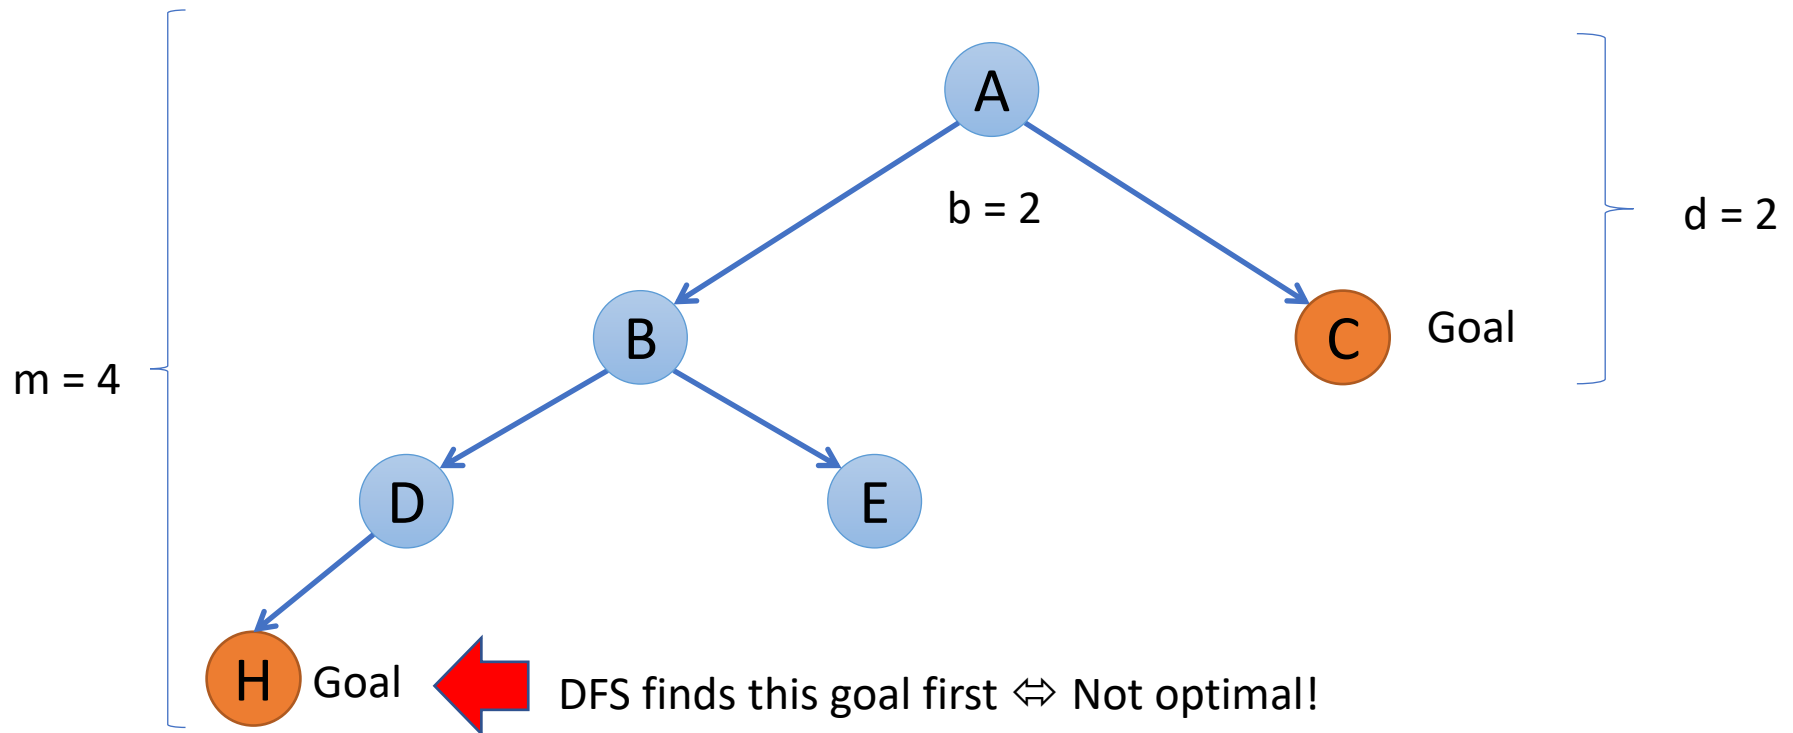 A
b = 2
d = 2
B
C
Goal
m = 4
D
E
H
Goal
DFS finds this goal first ⬄ Not optimal!